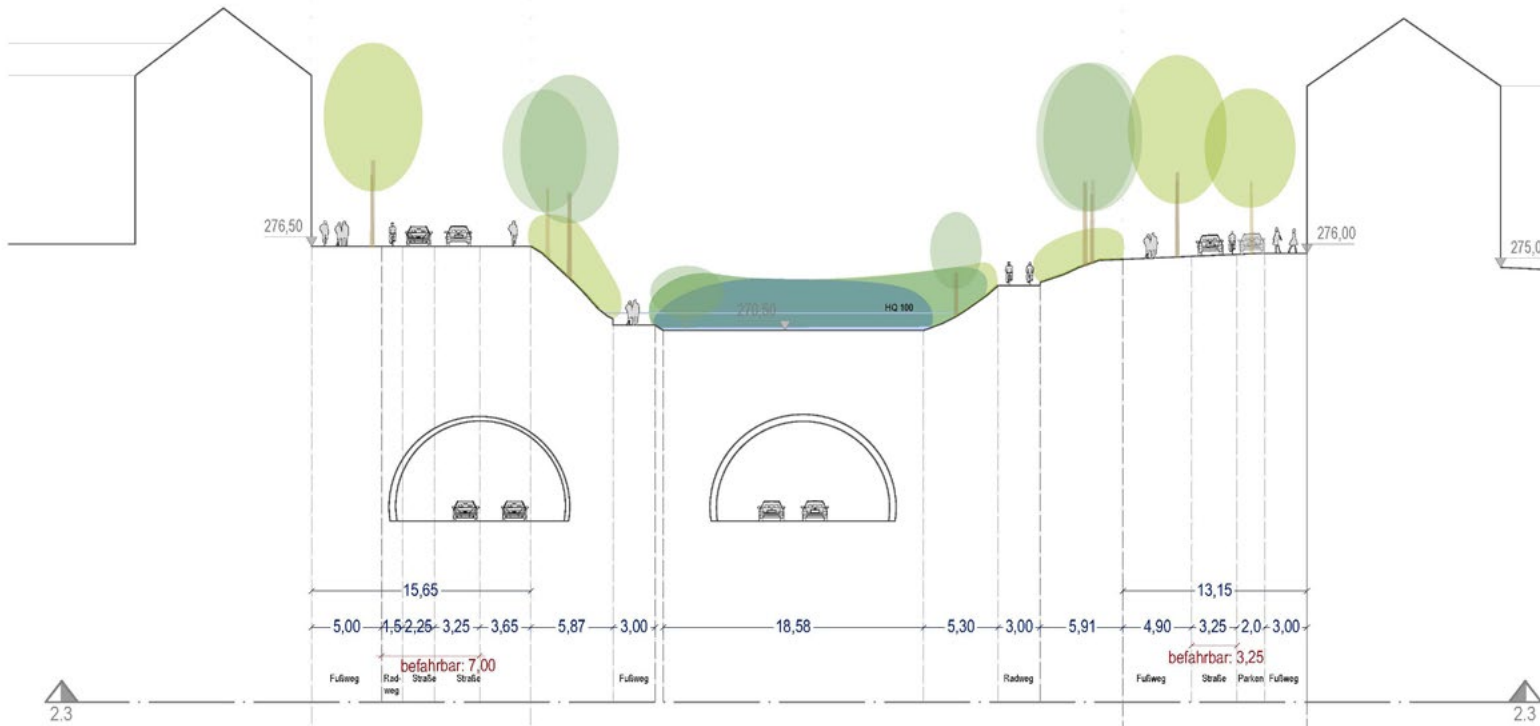 276,50
276,00
275,0
HQ 100
270,50
15,65
13,15
5,00 1,5 2,25 3,25 3,65 5,87 3,00 18,58 5,30 3,00 5,91 4,90 3,25 2,0 3,00
befahrbar: 7,00
befahrbar: 3,25
Fußweg Rad- Straße Straße Fußweg Radweg Fußweg Straße Parken Fußweg
weg
2.3 2.3